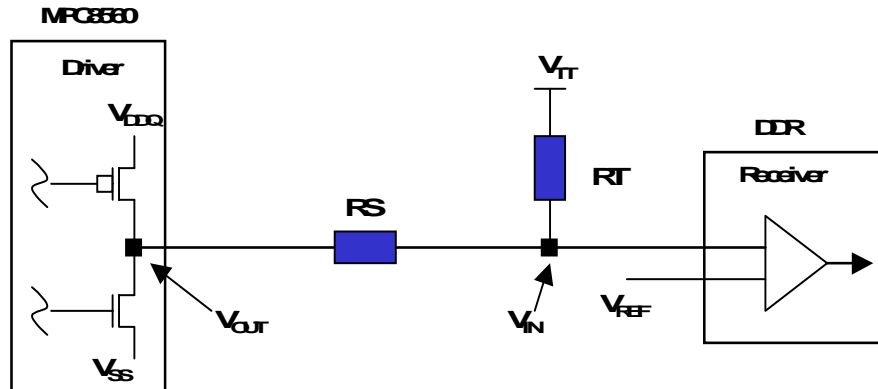 MPC8560
Driver
VDDQ
VTT
DDR
Receiver
RT
RS
VREF
VOUT
VIN
VSS